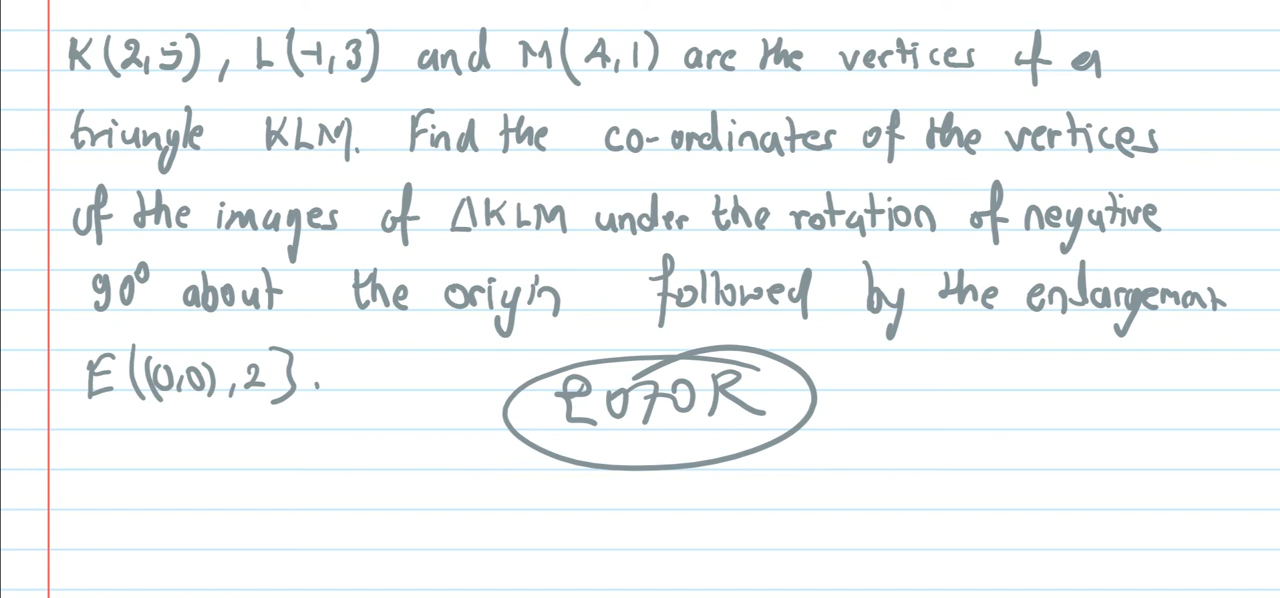 K(2,5), L(-1,3) and M(4,1) are the vertices of a
triangle KLM. Find the co-ordinates of the vertices
of the images of ΔKLM under the rotation of negative
90° about the origin followed by the enlargement
E{(0,0),2}.